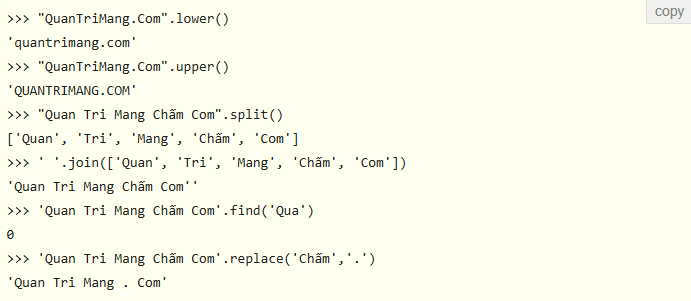 copy
>>> "QuanTriMang.Com".lower()
'quantrimang.com'
>>> "QuanTriMang.Com".upper()
'QUANTRIMANG.COM'
>>> "Quan Tri Mang Chấm Com".split()
['Quan', 'Tri', 'Mang', 'Chấm', 'Com']
>>> ' '.join(['Quan', 'Tri', 'Mang', 'Chấm', 'Com'])
'Quan Tri Mang Chấm Com''
>>> 'Quan Tri Mang Chấm Com'.find('Qua')
0
>>> 'Quan Tri Mang Chấm Com'.replace('Chấm','.')
'Quan Tri Mang . Com'